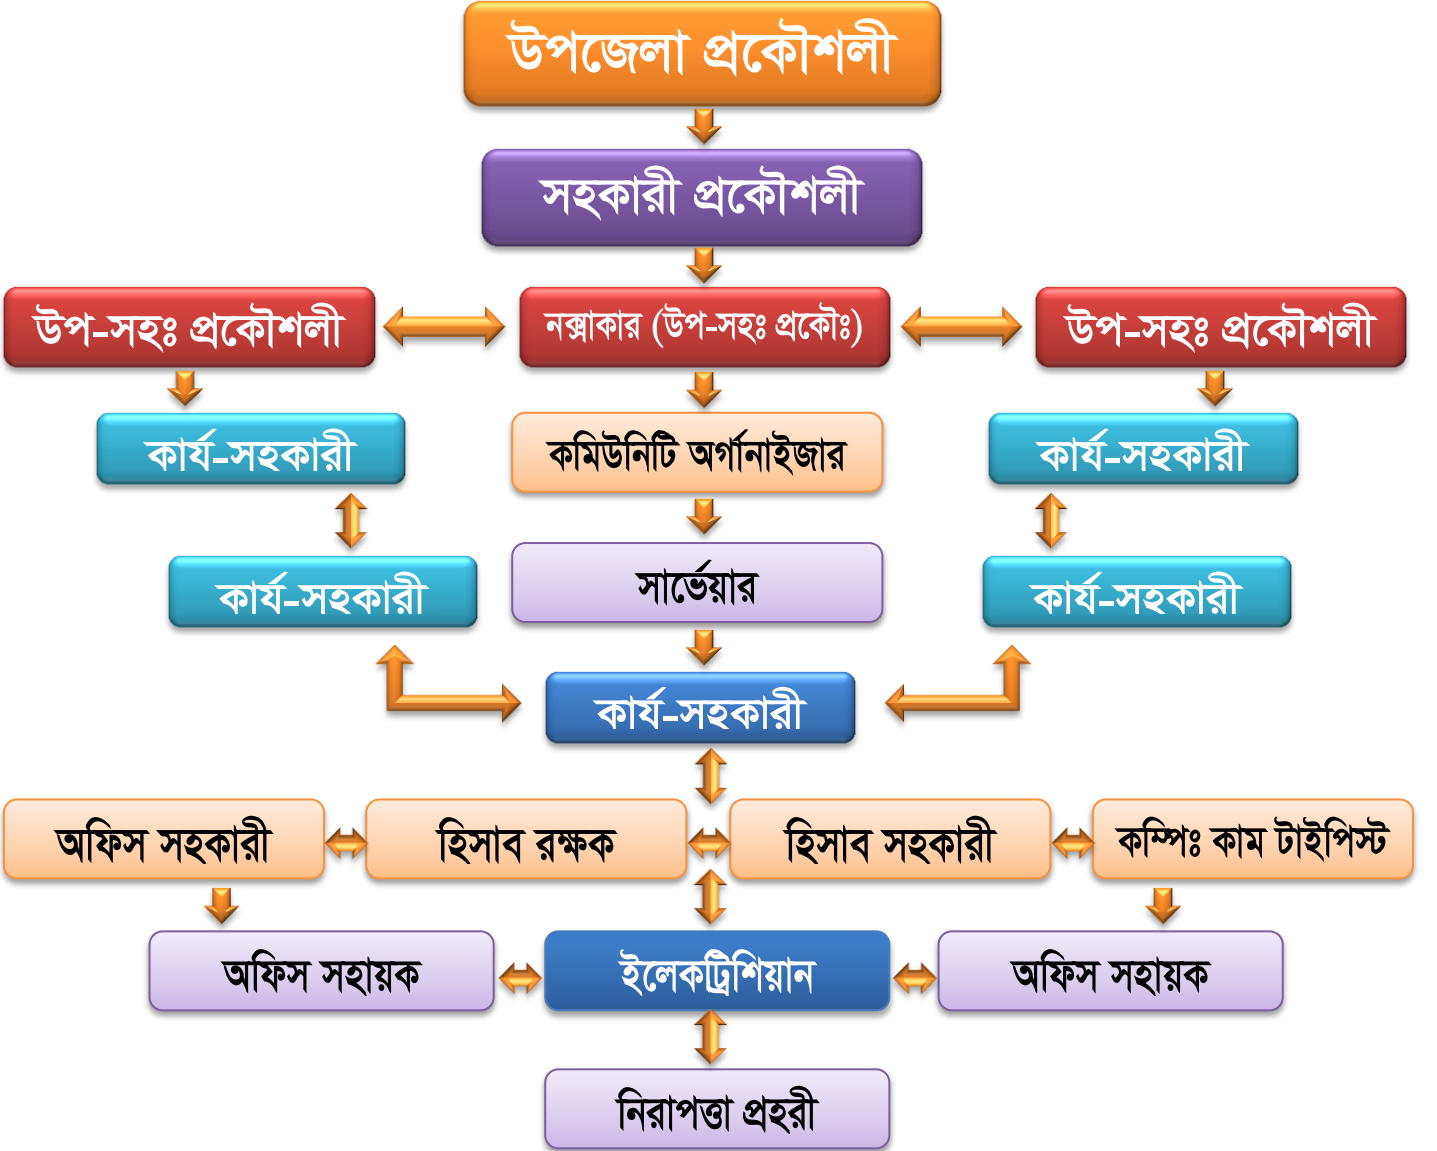 উপজেলা প্রকৌশলী
সহকারী প্রকৌশলী
উপ-সহঃ প্রকৌশলী
নক্সাকার (উপ-সহঃ প্রকৌঃ)
উপ-সহঃ প্রকৌশলী
কার্য-সহকারী
কমিউনিটি অর্গানাইজার
কার্য-সহকারী
কার্য-সহকারী
সার্ভেয়ার
কার্য-সহকারী
কার্য-সহকারী
অফিস সহকারী
হিসাব রক্ষক
হিসাব সহকারী
কম্পিঃ কাম টাইপিস্ট
অফিস সহায়ক
ইলেকট্রিশিয়ান
অফিস সহায়ক
নিরাপত্তা প্রহরী